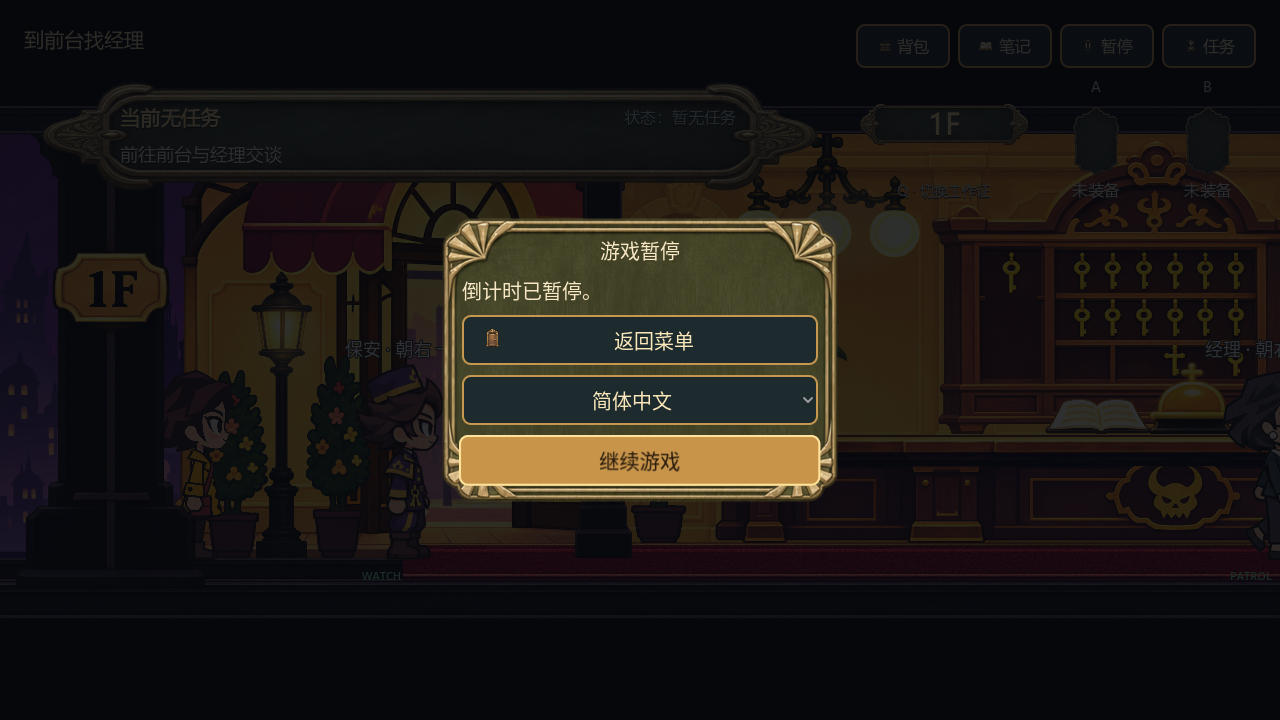 到前台找经理
背包
笔记
暂停
任务
A
B
当前无任务
状态：暂无任务
前往前台与经理交谈
1F
未装备
未装备
1F
保安·朝右
经理·朝左
游戏暂停
倒计时已暂停。
返回菜单
简体中文
继续游戏
WATCH
PATROL